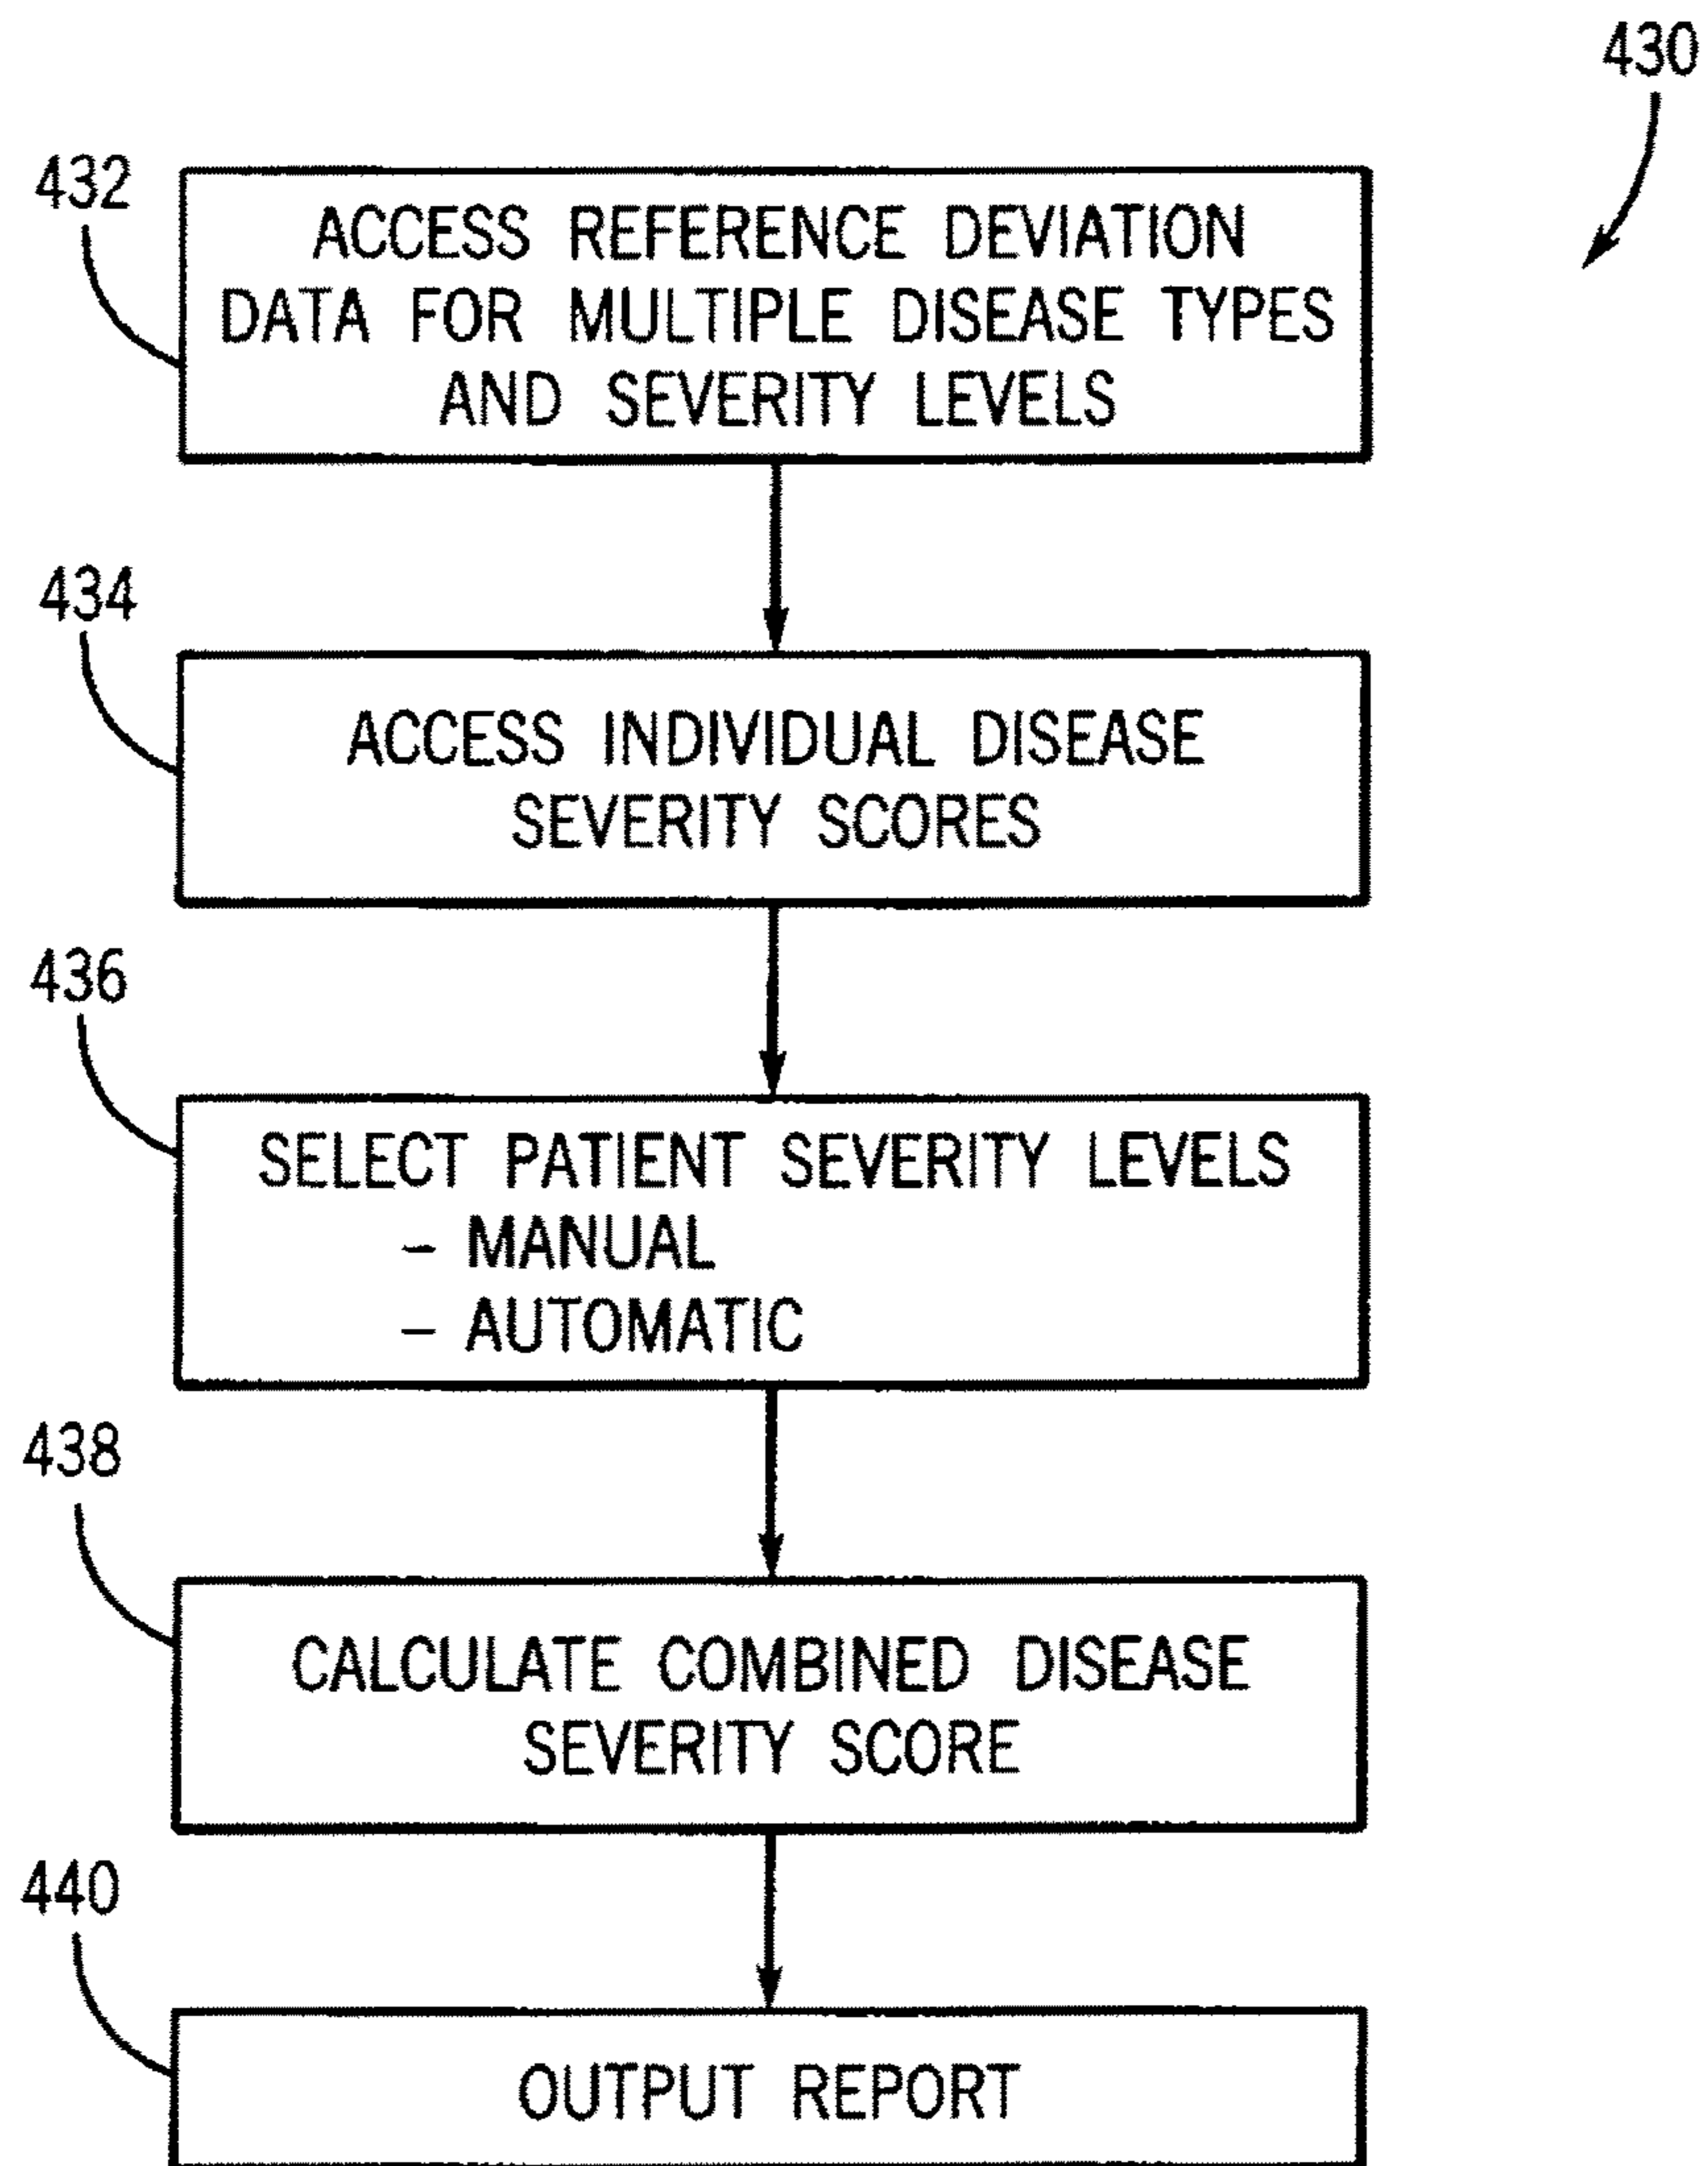 430
432
ACCESS REFERENCE DEVIATION
DATA FOR MULTIPLE DISEASE TYPES
AND SEVERITY LEVELS
434
ACCESS INDIVIDUAL DISEASE
SEVERITY SCORES
436
SELECT PATIENT SEVERITY LEVELS
– MANUAL
– AUTOMATIC
438
CALCULATE COMBINED DISEASE
SEVERITY SCORE
440
OUTPUT REPORT